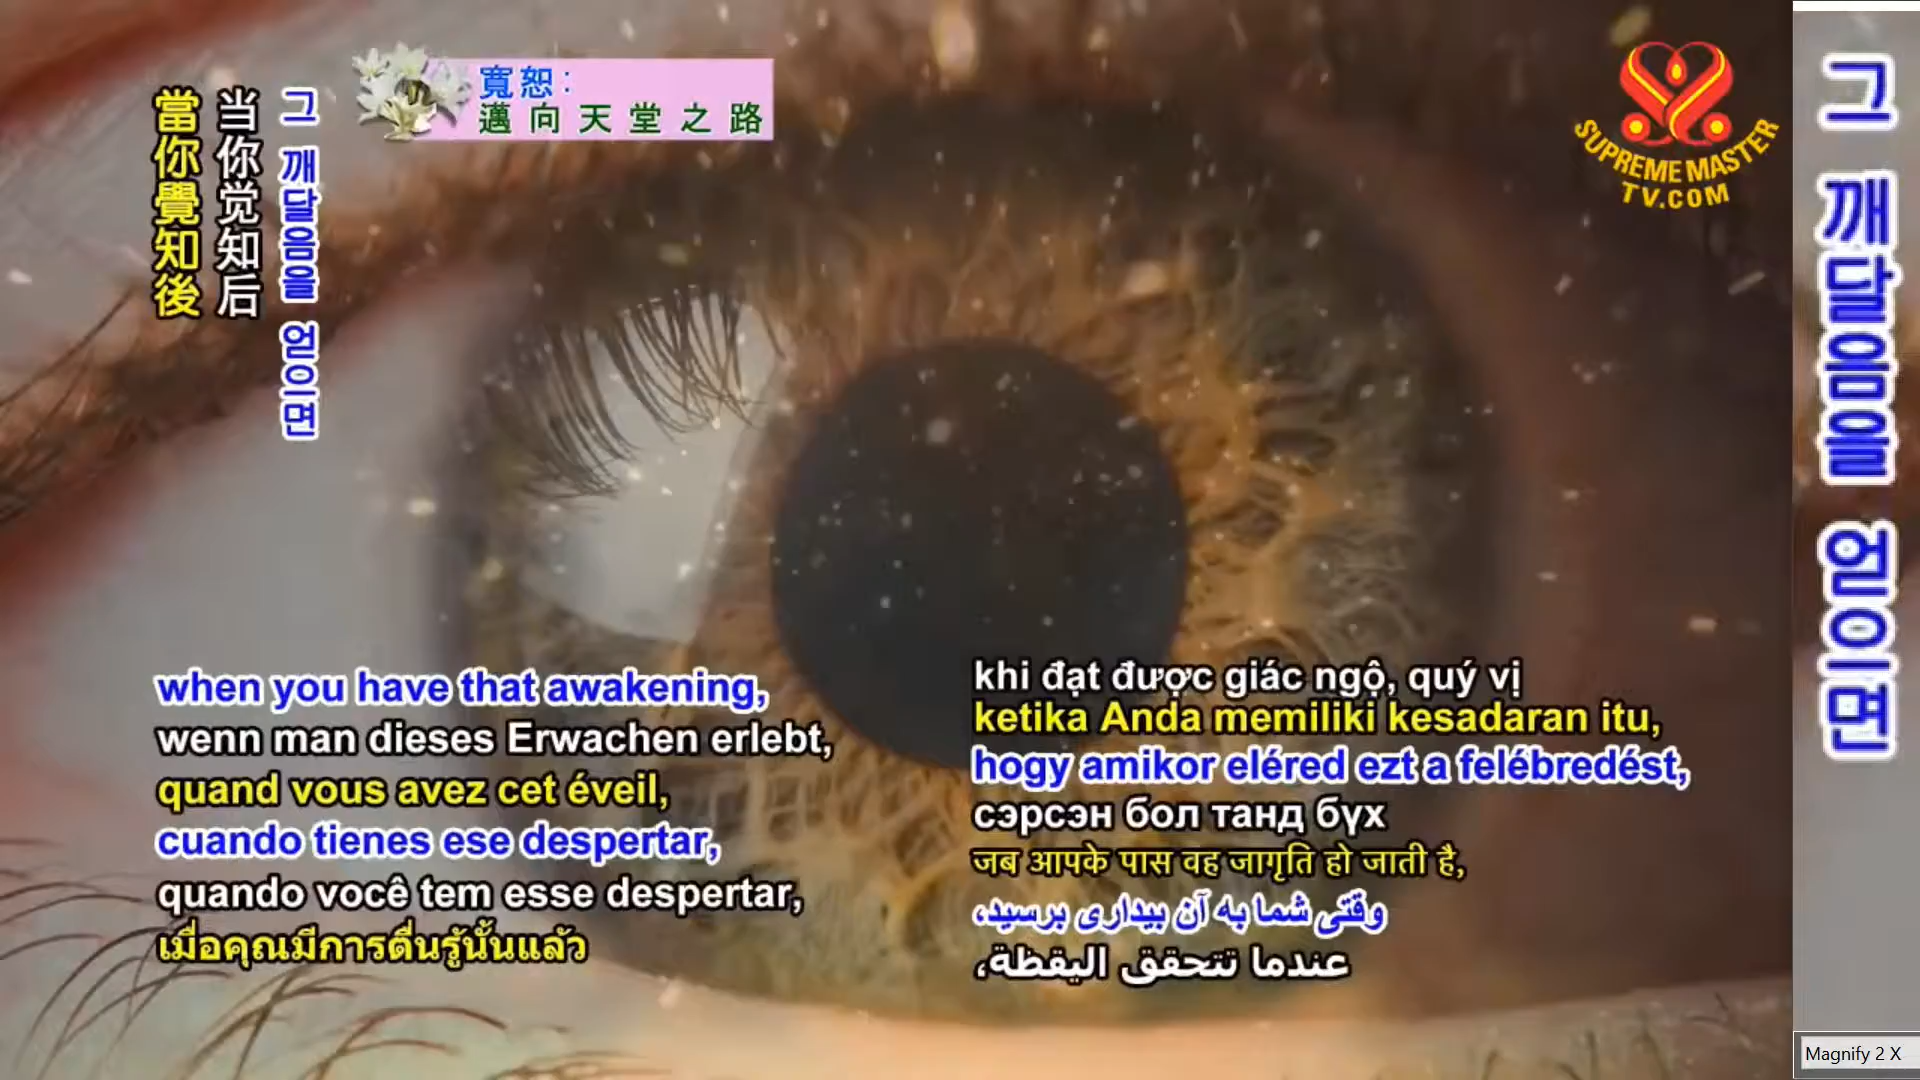 寬恕：
邁向天堂之路
SUPREME MASTER
TV.COM
當你覺知後
当你觉知后
그 깨달음을 얻으면
when you have that awakening,
wenn man dieses Erwachen erlebt,
quand vous avez cet éveil,
cuando tienes ese despertar,
quando você tem esse despertar,
เมื่อคุณมีการตื่นรู้นั้นแล้ว
khi đạt được giác ngộ, quý vị
ketika Anda memiliki kesadaran itu,
hogy amikor eléred ezt a felébredést,
сэрсэн бол танд бүх
जब आपके पास वह जागृति हो जाती है,
وقتی شما به آن بیداری برسید،
عندما تتحقق اليقظة،
그 깨달음을 얻으면
Magnify 2 X